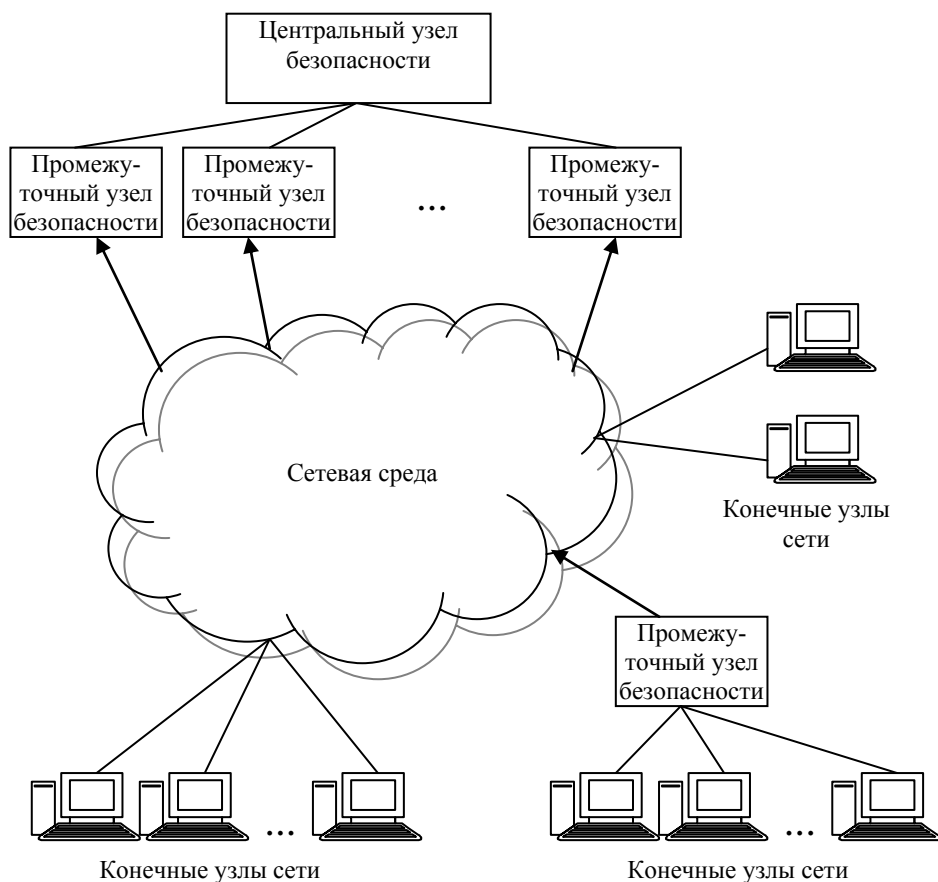 Центральный узел
безопасности
Промежу-
точный узел
безопасности
Промежу-
точный узел
безопасности
...
Промежу-
точный узел
безопасности
Сетевая среда
Конечные узлы
сети
Промежу-
точный узел
безопасности
...
Конечные узлы сети
...
Конечные узлы сети